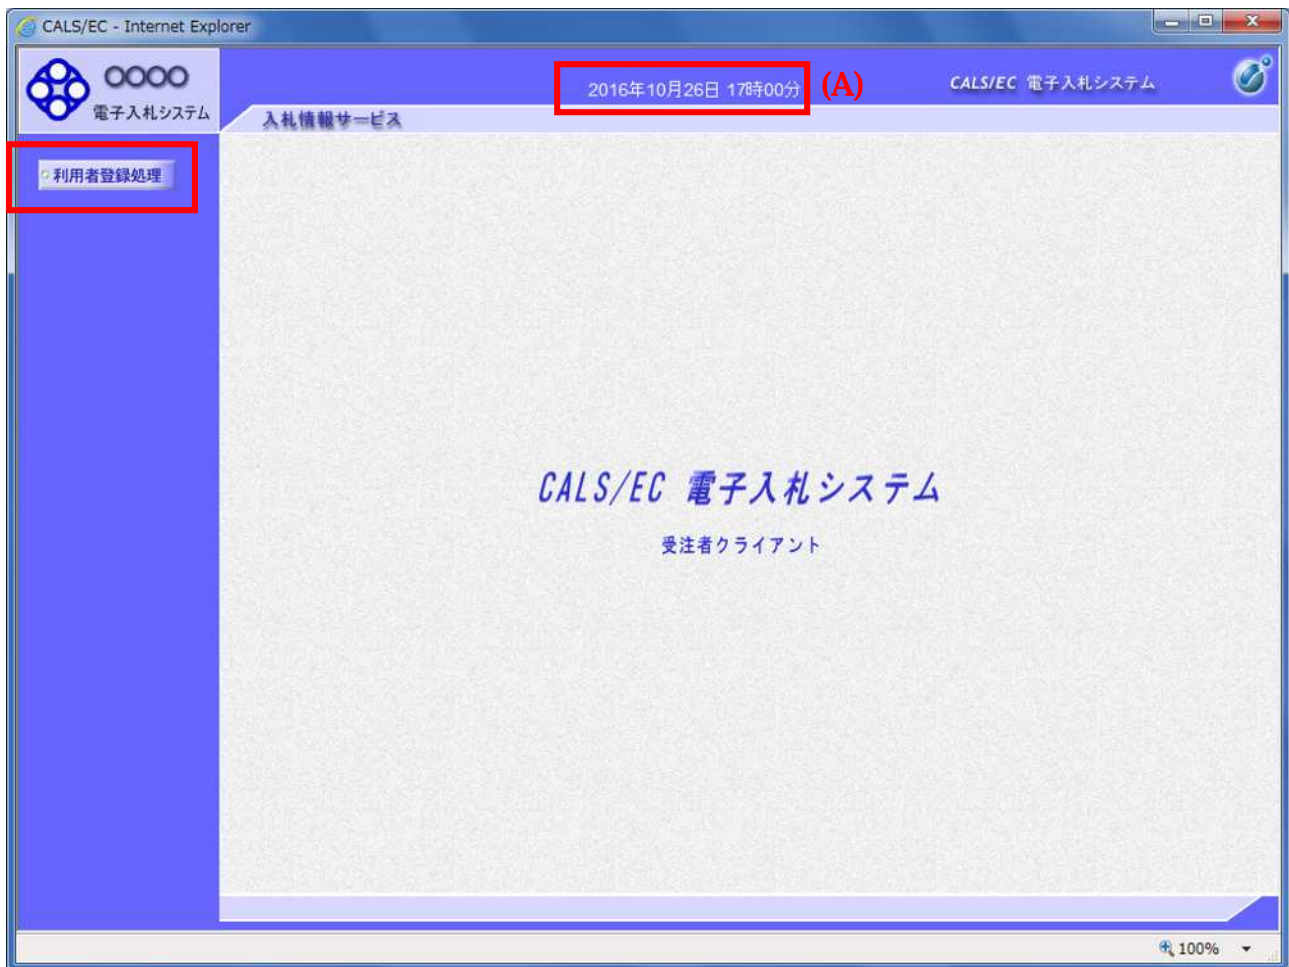 CALS/EC - Internet Explorer
○○○○
電子入札システム
2016年10月26日 17時00分
(A)
CALS/EC 電子入札システム
入札情報サービス
利用者登録処理
CALS/EC 電子入札システム
受注者クライアント
100%